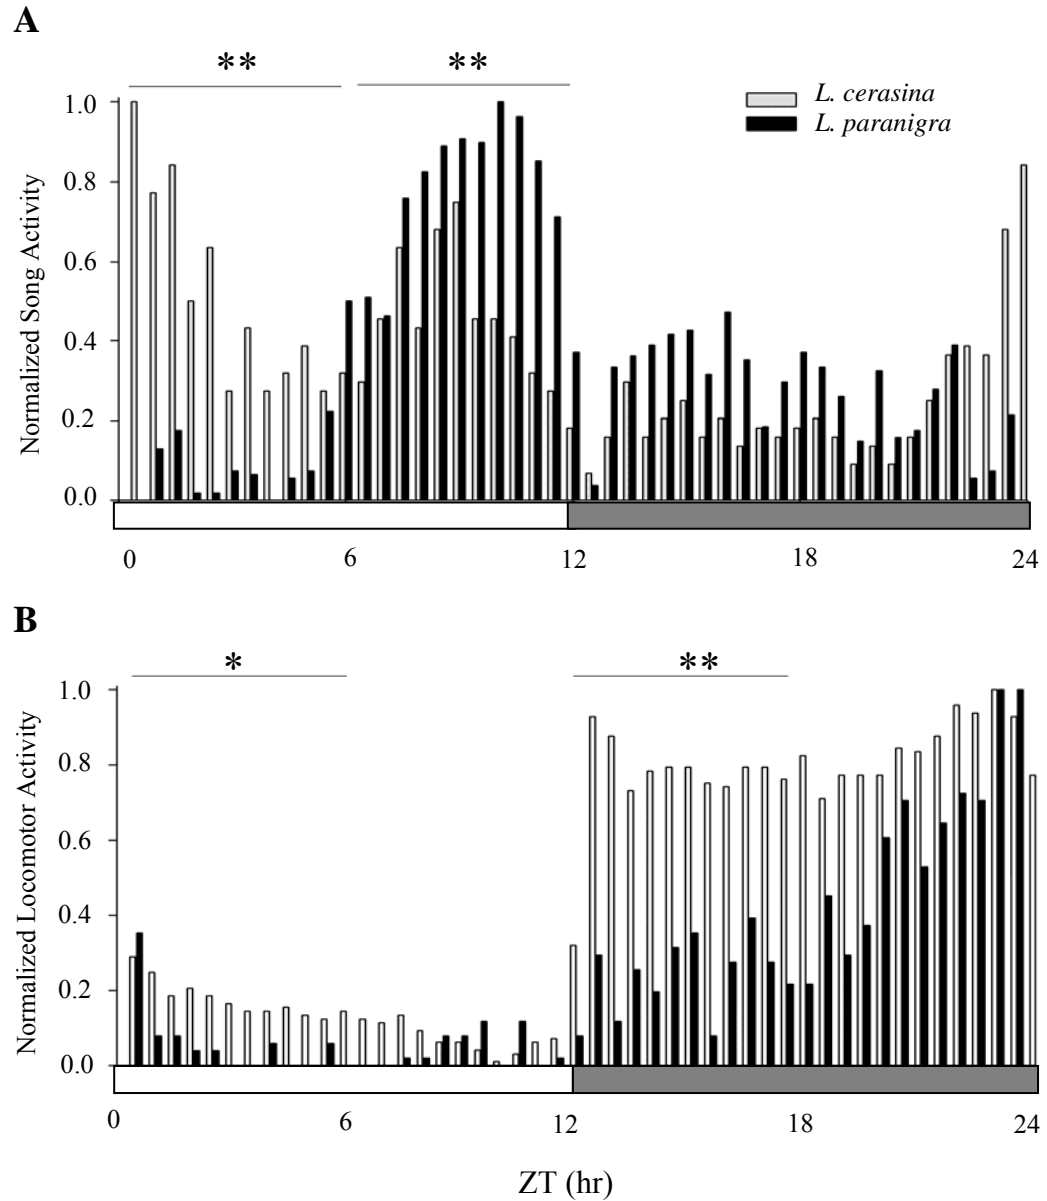 A
** **
L. cerasina
L. paranigra
Normalized Song Activity
1.0
0.8
0.6
0.4
0.2
0.0
0 6 12 18 24
B
* **
Normalized Locomotor Activity
1.0
0.8
0.6
0.4
0.2
0.0
0 6 12 18 24
ZT (hr)